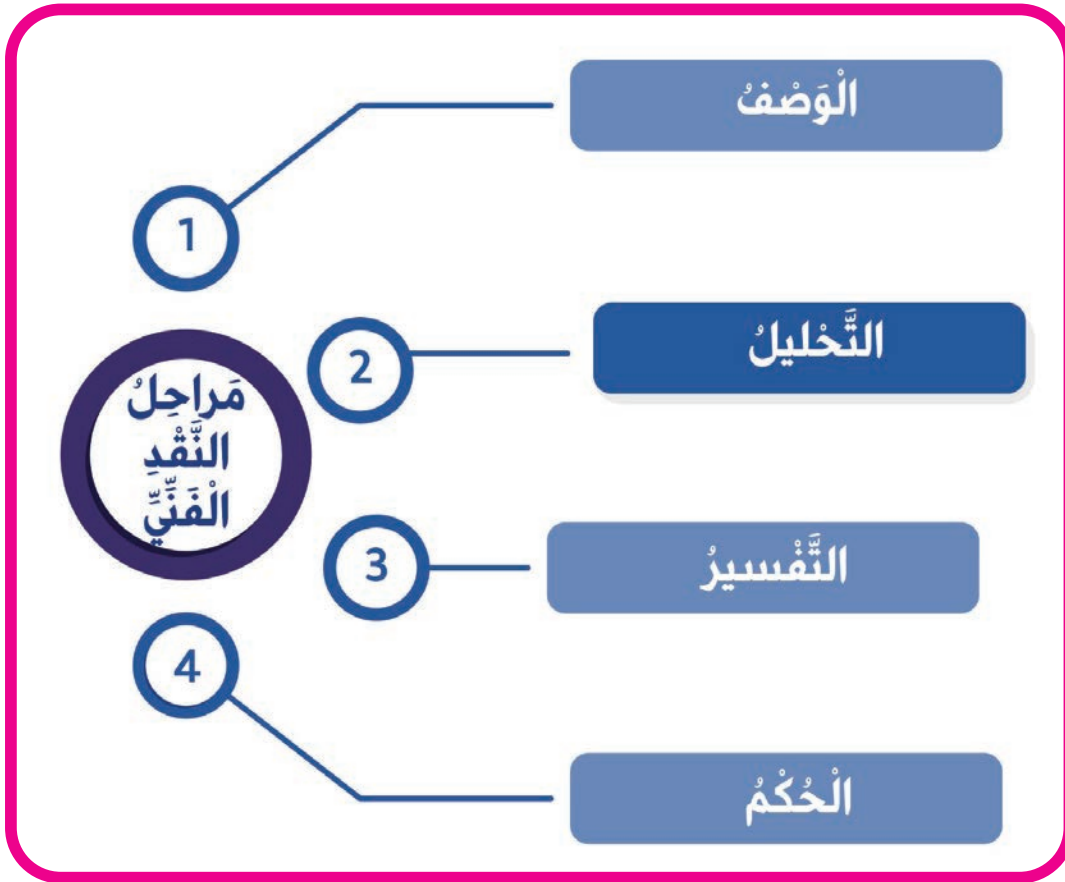 الْوَصْفُ
1
التَّحْليلُ
2
مَراحِلُ
النَّقْدِ
الْفَنِّيِّ
التَّفْسيرُ
3
4
الْحُكْمُ